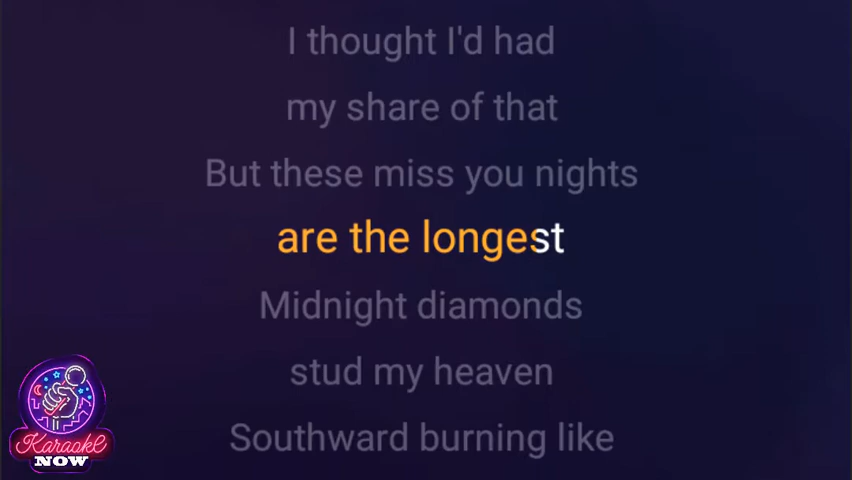 I thought I'd had
my share of that
But these miss you nights
are the longest
Midnight diamonds
stud my heaven
Southward burning like
Karaoke
NOW